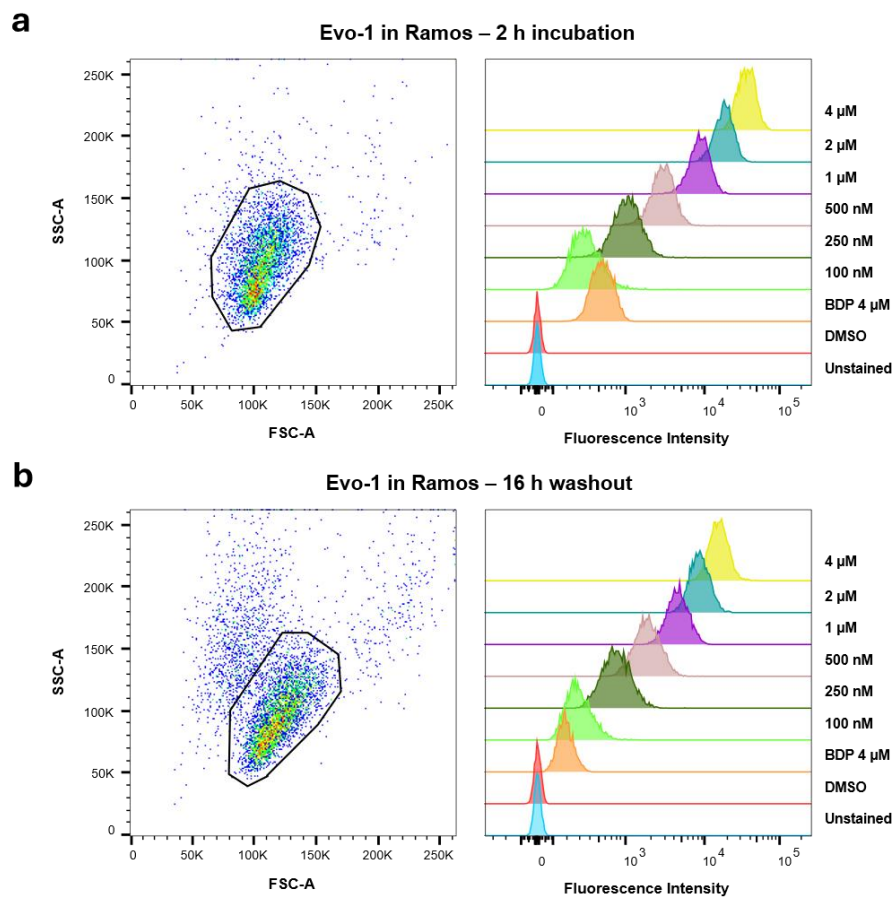 a
Evo-1 in Ramos – 2 h incubation
250K
200K
150K
100K
50K
0
SSC-A
0
50K
100K
150K
200K
250K
FSC-A
4 µM
2 µM
1 µM
500 nM
250 nM
100 nM
BDP 4 µM
DMSO
Unstained
0
10³
10⁴
10⁵
Fluorescence Intensity
b
Evo-1 in Ramos – 16 h washout
250K
200K
150K
100K
50K
0
SSC-A
0
50K
100K
150K
200K
250K
FSC-A
4 µM
2 µM
1 µM
500 nM
250 nM
100 nM
BDP 4 µM
DMSO
Unstained
0
10³
10⁴
10⁵
Fluorescence Intensity